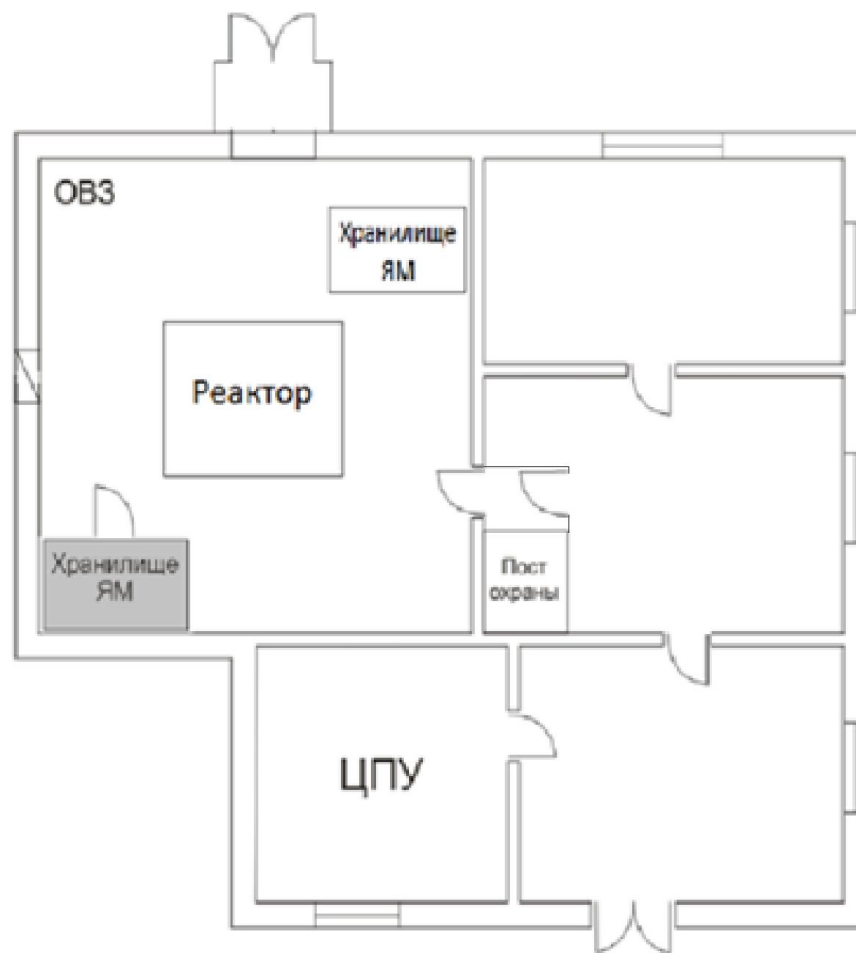 ОВЗ
Хранилище
ЯМ
Реактор
Хранилище
ЯМ
Пост
охраны
ЦПУ